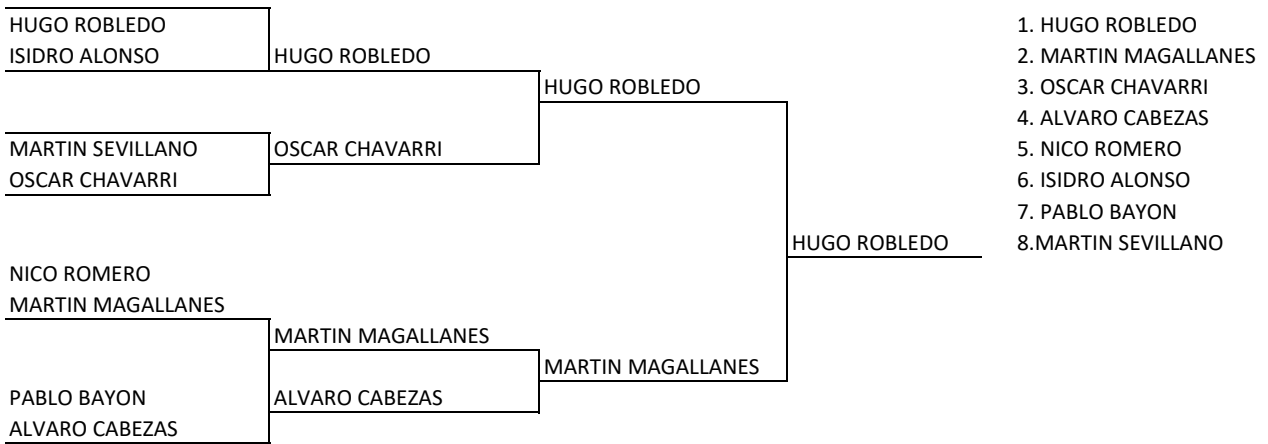 HUGO ROBLEDO
ISIDRO ALONSO
HUGO ROBLEDO
HUGO ROBLEDO
MARTIN SEVILLANO
OSCAR CHAVARRI
OSCAR CHAVARRI
HUGO ROBLEDO
NICO ROMERO
MARTIN MAGALLANES
MARTIN MAGALLANES
MARTIN MAGALLANES
PABLO BAYON
ALVARO CABEZAS
ALVARO CABEZAS
1. HUGO ROBLEDO
2. MARTIN MAGALLANES
3. OSCAR CHAVARRI
4. ALVARO CABEZAS
5. NICO ROMERO
6. ISIDRO ALONSO
7. PABLO BAYON
8.MARTIN SEVILLANO